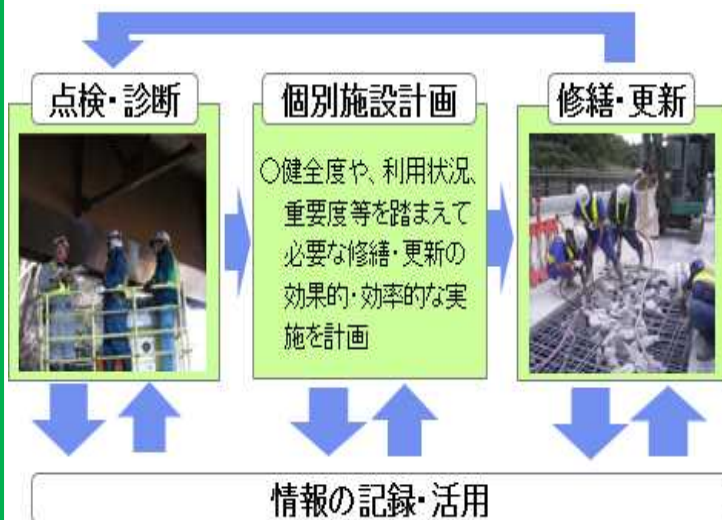 点検・診断
個別施設計画
修繕・更新
○健全度や、利用状況、
重要度等を踏まえて
必要な修繕・更新の
効果的・効率的な実
施を計画
情報の記録・活用